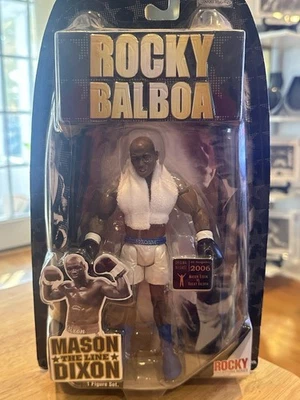 ROCKY
BALBOA
2006
MASON
THE LINE
DIXON
1 Figure Set.
ROCKY